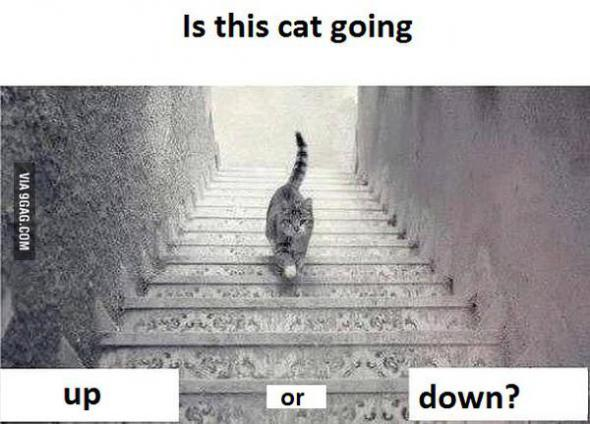 Is this cat going
VIA 9GAG.COM
up
or
down?